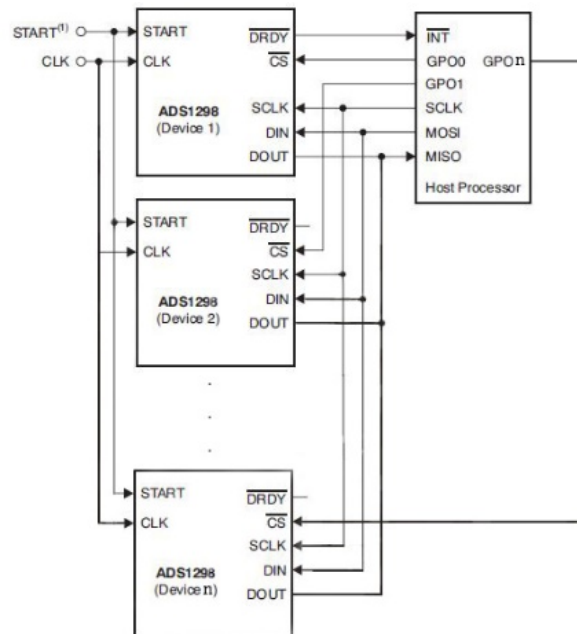 START(1)
CLK
START
CLK
ADS1298
(Device 1)
DRDY
CS
SCLK
DIN
DOUT
INT
GPO0
GPOn
GPO1
SCLK
MOSI
MISO
Host Processor
START
CLK
ADS1298
(Device 2)
DRDY
CS
SCLK
DIN
DOUT
.
.
.
START
CLK
ADS1298
(Device n)
DRDY
CS
SCLK
DIN
DOUT